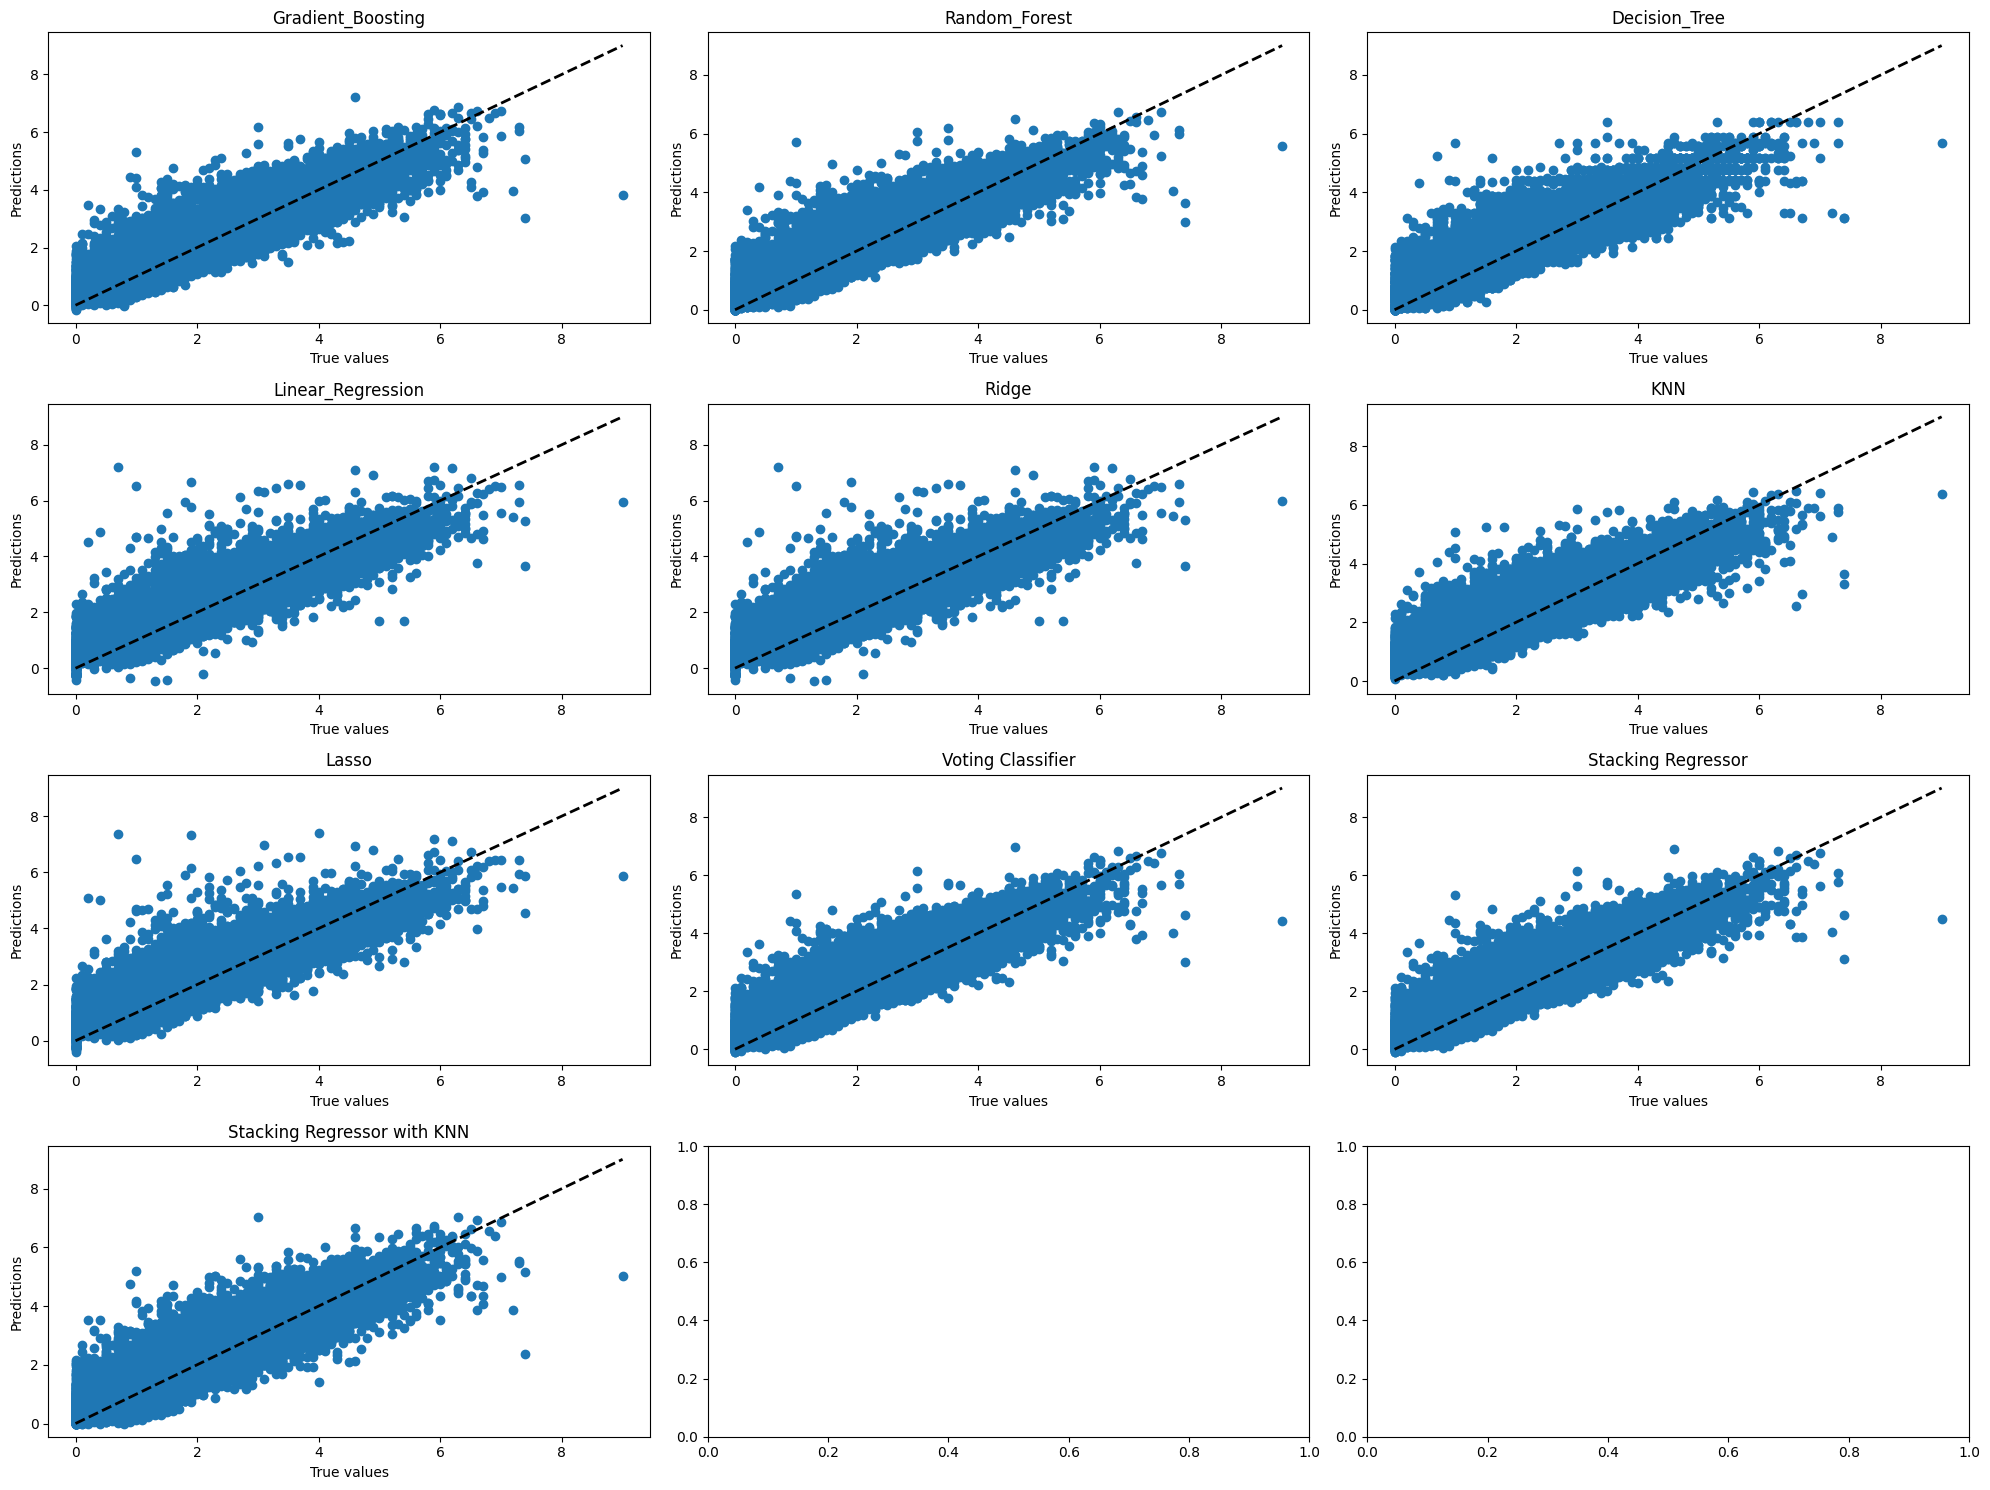 Gradient_Boosting
Random_Forest
Decision_Tree
8
6
4
2
0
Predictions
0 2 4 6 8
True values
8
6
4
2
0
Predictions
0 2 4 6 8
True values
8
6
4
2
0
Predictions
0 2 4 6 8
True values
Linear_Regression
Ridge
KNN
8
6
4
2
0
Predictions
0 2 4 6 8
True values
8
6
4
2
0
Predictions
0 2 4 6 8
True values
8
6
4
2
0
Predictions
0 2 4 6 8
True values
Lasso
Voting Classifier
Stacking Regressor
8
6
4
2
0
Predictions
0 2 4 6 8
True values
8
6
4
2
0
Predictions
0 2 4 6 8
True values
8
6
4
2
0
Predictions
0 2 4 6 8
True values
Stacking Regressor with KNN
8
6
4
2
0
Predictions
0 2 4 6 8
True values
1.0
0.8
0.6
0.4
0.2
0.0
0.0 0.2 0.4 0.6 0.8 1.0
1.0
0.8
0.6
0.4
0.2
0.0
0.0 0.2 0.4 0.6 0.8 1.0